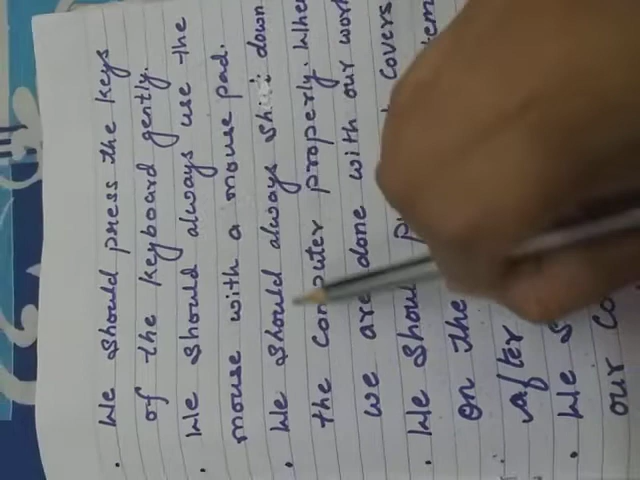 • We should press the keys
of the keyboard gently.
• We should always use the
mouse with a mouse pad.
• We should always shut down
the computer properly. When
we are done with our work
• We should covers
on the
after
• We
our